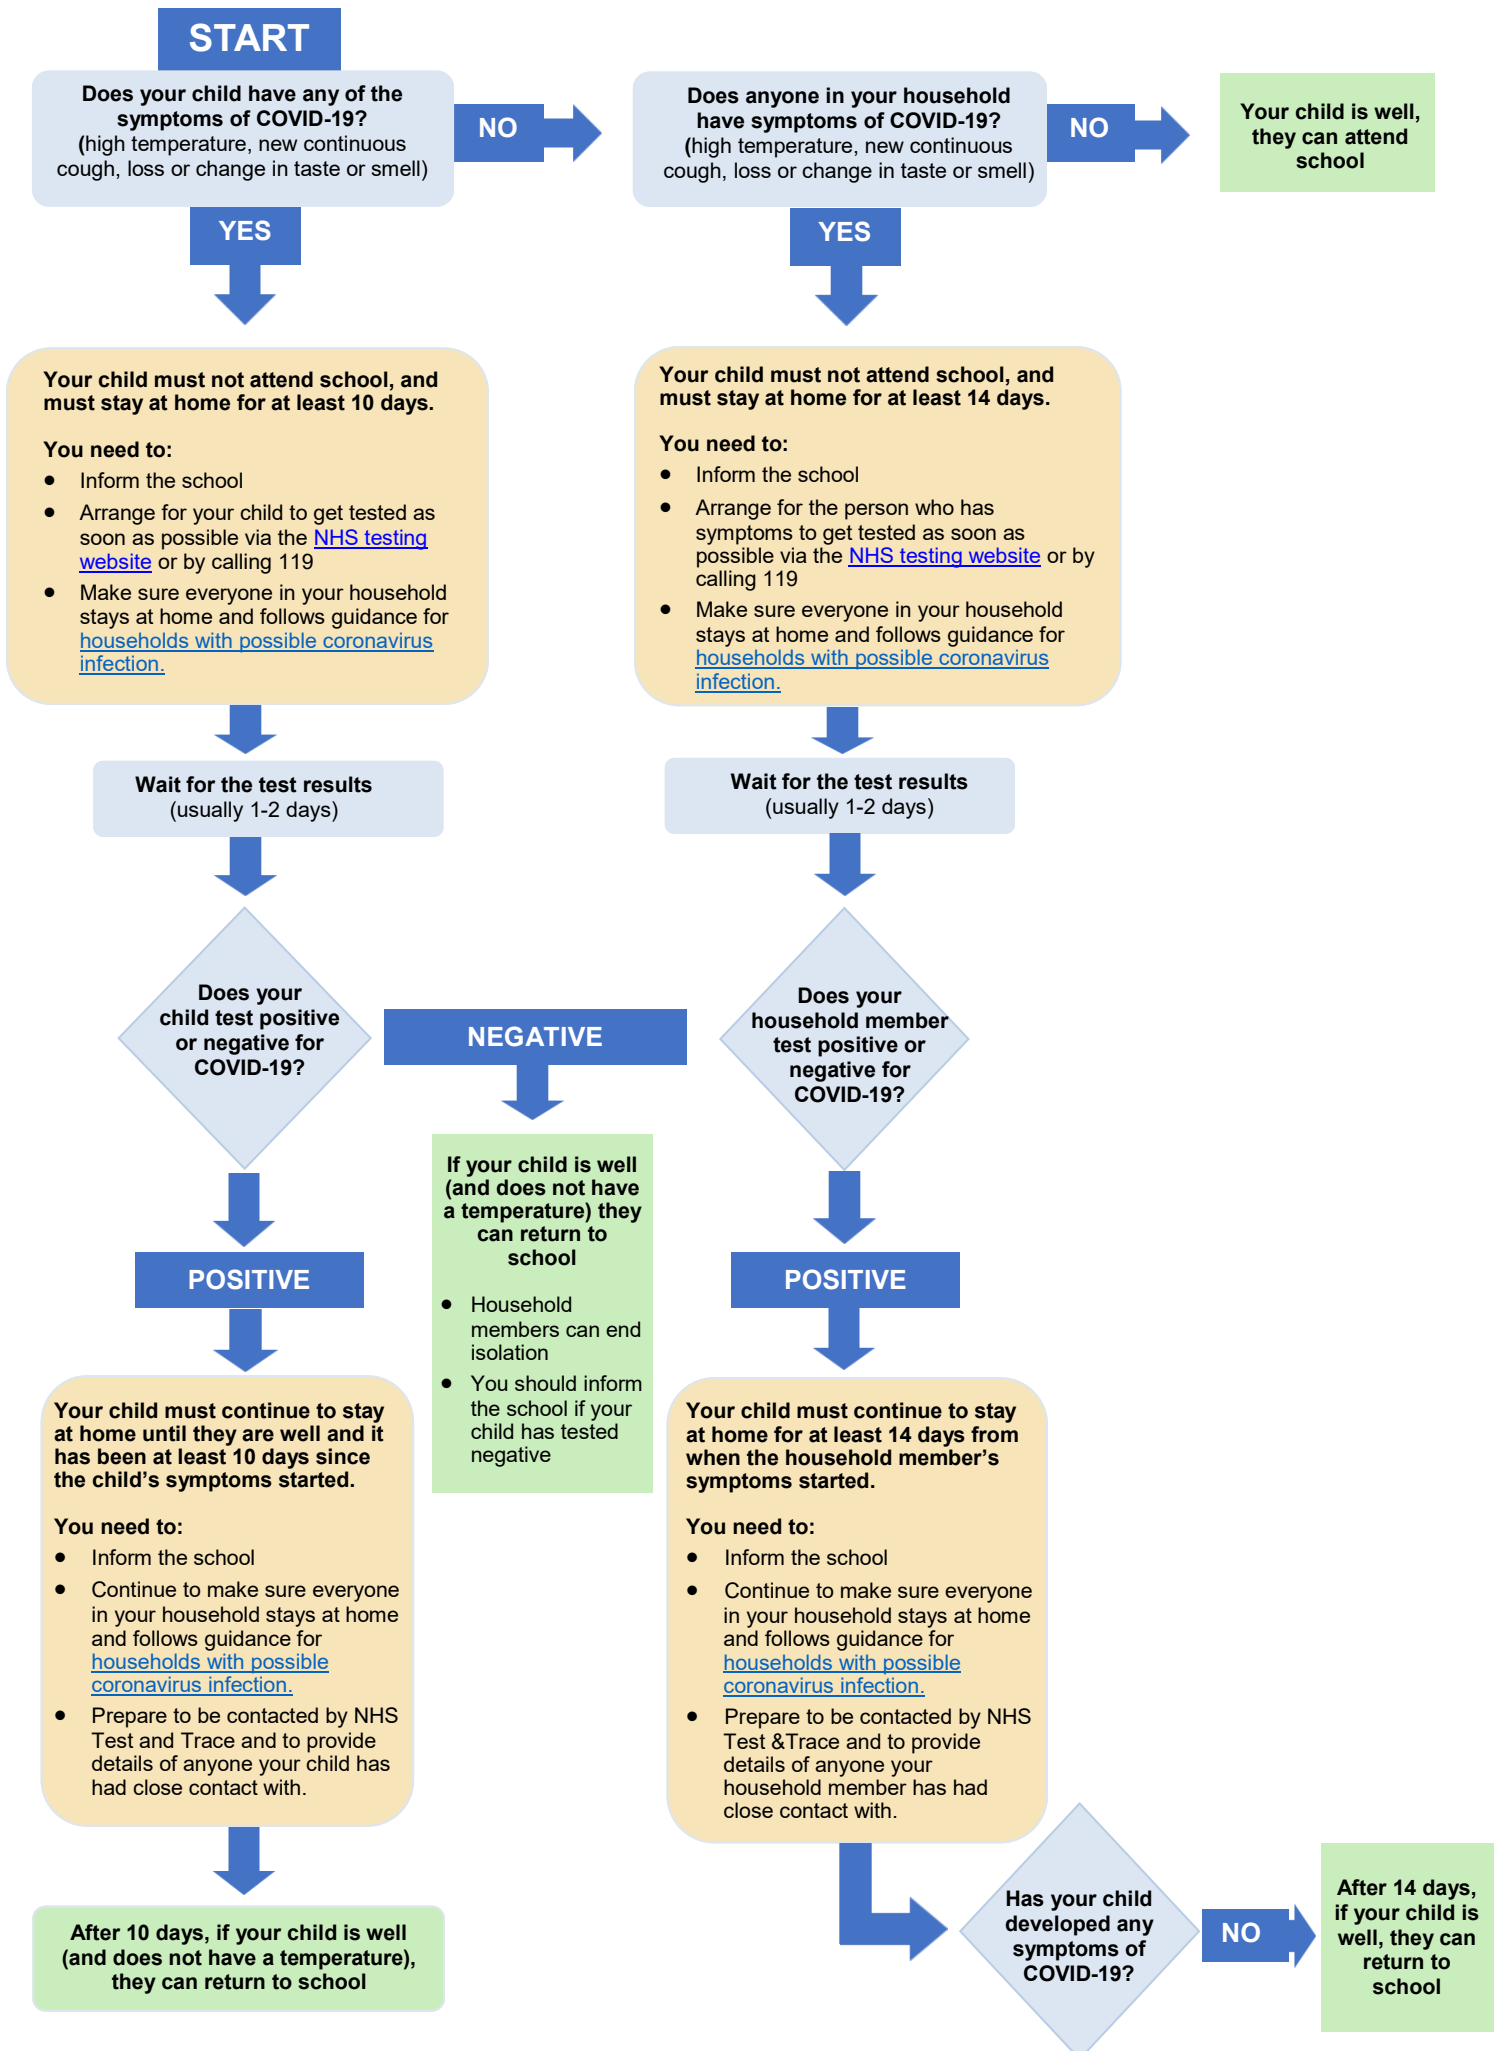 START
Does your child have any of the
symptoms of COVID-19?
(high temperature, new continuous
cough, loss or change in taste or smell)
NO
Does anyone in your household
have symptoms of COVID-19?
(high temperature, new continuous
cough, loss or change in taste or smell)
NO
Your child is well,
they can attend
school
YES
YES
Your child must not attend school, and
must stay at home for at least 10 days.
You need to:
• Inform the school
• Arrange for your child to get tested as
soon as possible via the NHS testing
website or by calling 119
• Make sure everyone in your household
stays at home and follows guidance for
households with possible coronavirus
infection.
Your child must not attend school, and
must stay at home for at least 14 days.
You need to:
• Inform the school
• Arrange for the person who has
symptoms to get tested as soon as
possible via the NHS testing website or by
calling 119
• Make sure everyone in your household
stays at home and follows guidance for
households with possible coronavirus
infection.
Wait for the test results
(usually 1-2 days)
Wait for the test results
(usually 1-2 days)
Does your
child test positive
or negative for
COVID-19?
NEGATIVE
Does your
household member
test positive or
negative for
COVID-19?
If your child is well
(and does not have
a temperature) they
can return to
school
• Household
members can end
isolation
• You should inform
the school if your
child has tested
negative
POSITIVE
POSITIVE
Your child must continue to stay
at home until they are well and it
has been at least 10 days since
the child's symptoms started.
You need to:
• Inform the school
• Continue to make sure everyone
in your household stays at home
and follows guidance for
households with possible
coronavirus infection.
• Prepare to be contacted by NHS
Test and Trace and to provide
details of anyone your child has
had close contact with.
Your child must continue to stay
at home for at least 14 days from
when the household member's
symptoms started.
You need to:
• Inform the school
• Continue to make sure everyone
in your household stays at home
and follows guidance for
households with possible
coronavirus infection.
• Prepare to be contacted by NHS
Test &Trace and to provide
details of anyone your
household member has had
close contact with.
After 10 days, if your child is well
(and does not have a temperature),
they can return to school
Has your child
developed any
symptoms of
COVID-19?
NO
After 14 days,
if your child is
well, they can
return to
school